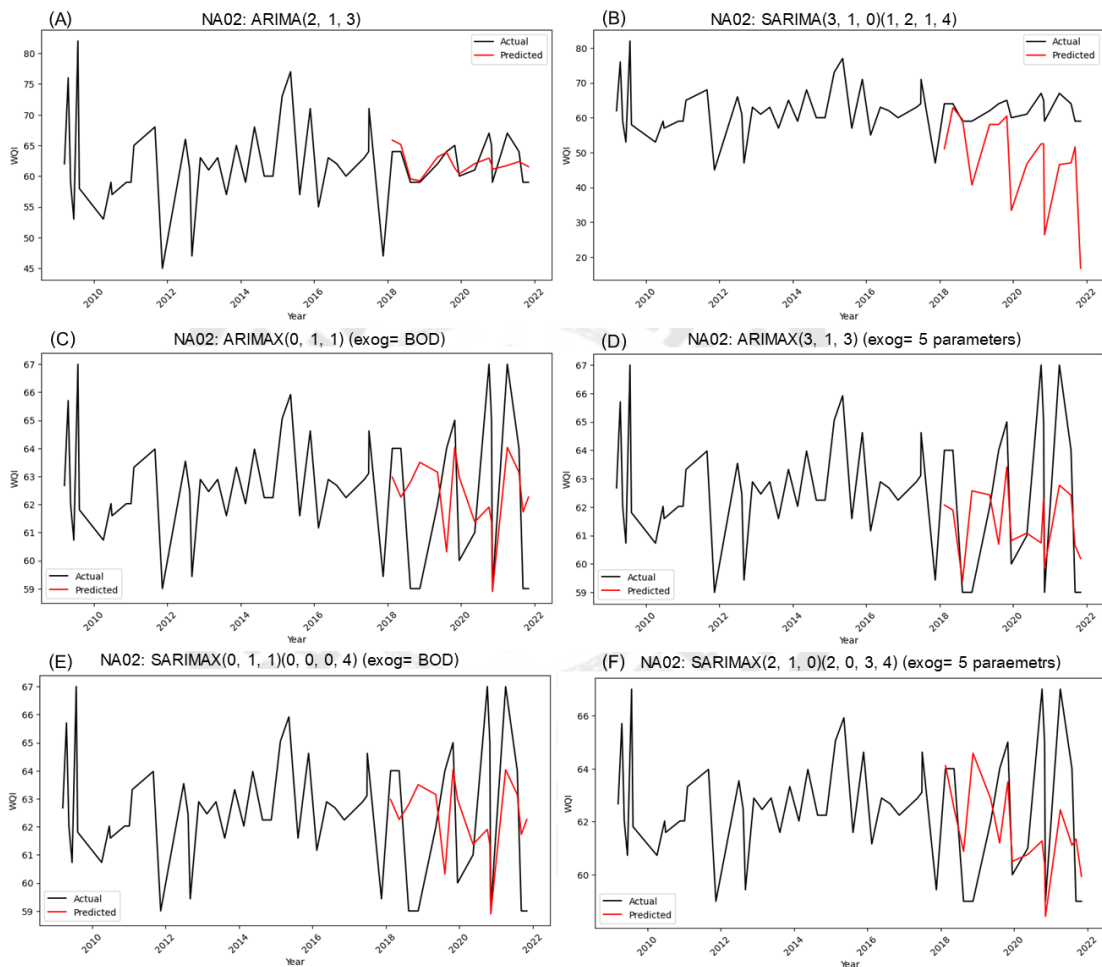 (A) NA02: ARIMA(2, 1, 3)
Actual
Predicted
80
75
70
65
60
55
50
45
WQI
2010
2012
2014
2016
2018
2020
2022
Year
(B) NA02: SARIMA(3, 1, 0)(1, 2, 1, 4)
Actual
Predicted
80
70
60
50
40
30
20
WQI
2010
2012
2014
2016
2018
2020
2022
Year
(C) NA02: ARIMAX(0, 1, 1) (exog= BOD)
67
66
65
64
63
62
61
60
59
WQI
Actual
Predicted
2010
2012
2014
2016
2018
2020
2022
Year
(D) NA02: ARIMAX(3, 1, 3) (exog= 5 parameters)
67
66
65
64
63
62
61
60
59
WQI
Actual
Predicted
2010
2012
2014
2016
2018
2020
2022
Year
(E) NA02: SARIMAX(0, 1, 1)(0, 0, 0, 4) (exog= BOD)
67
66
65
64
63
62
61
60
59
WQI
Actual
Predicted
2010
2012
2014
2016
2018
2020
2022
Year
(F) NA02: SARIMAX(2, 1, 0)(2, 0, 3, 4) (exog= 5 paraemetrs)
66
64
62
60
WQI
Actual
Predicted
2010
2012
2014
2016
2018
2020
2022
Year